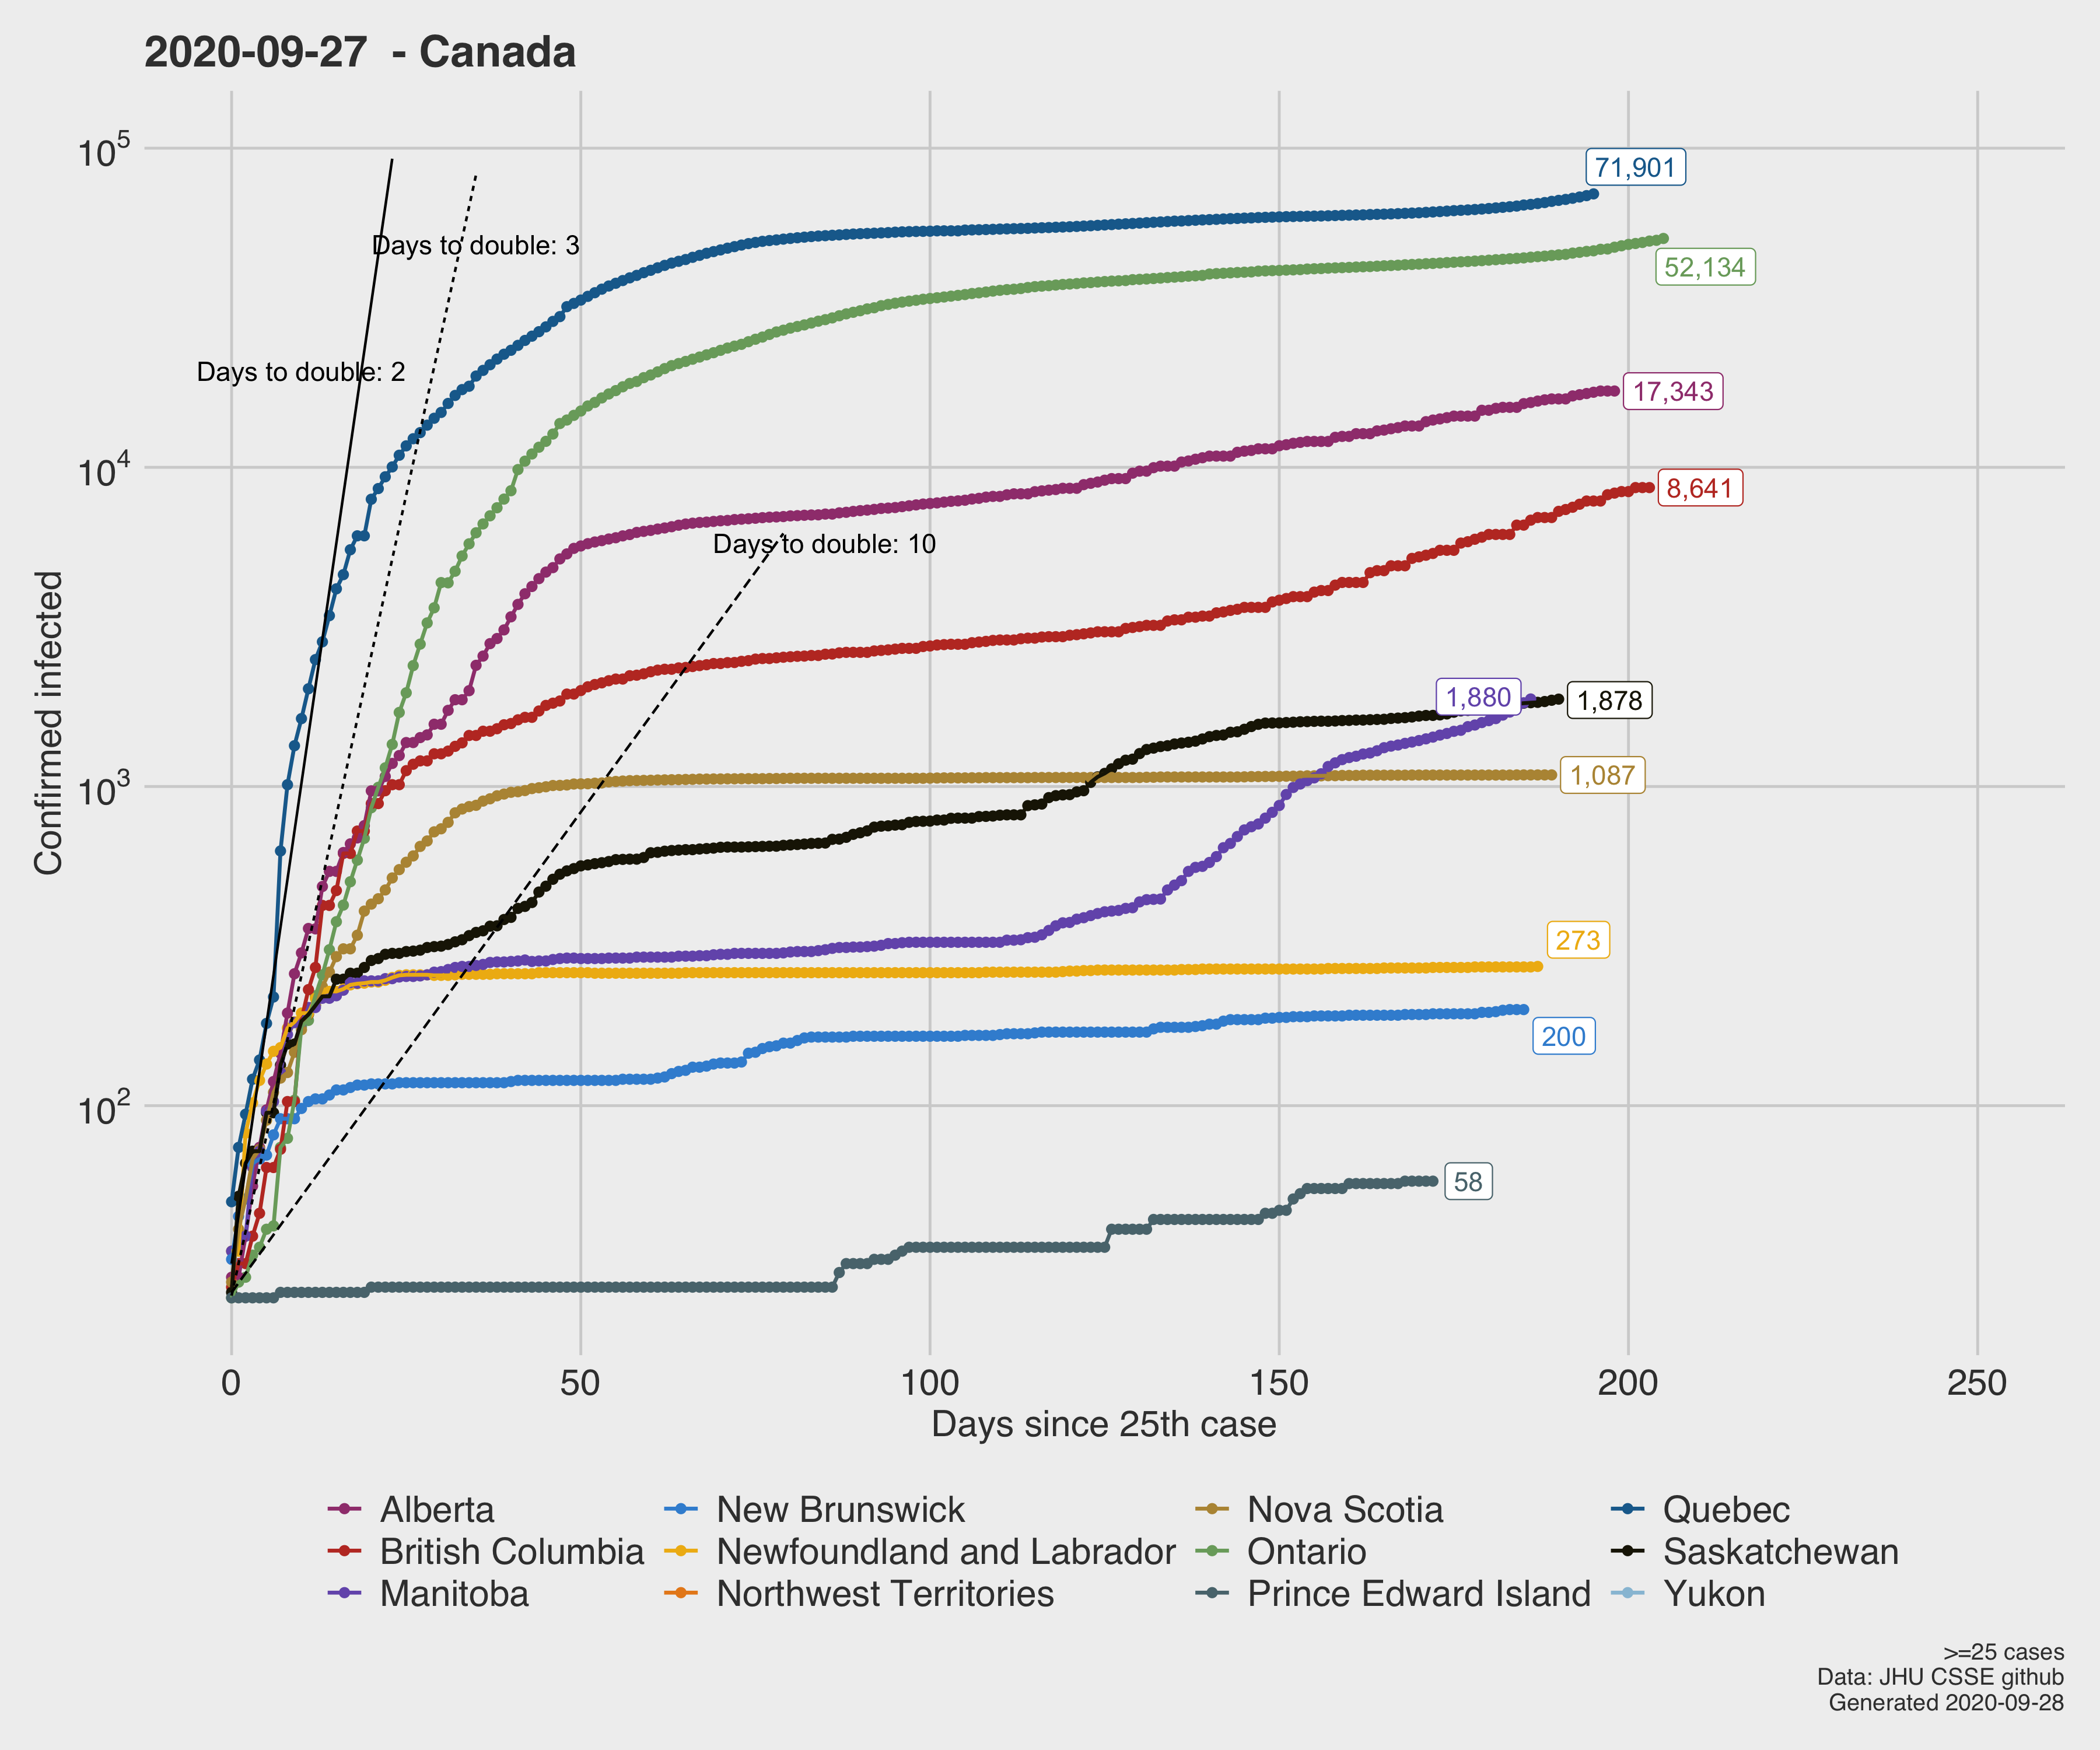 2020-09-27  - Canada
10^5
10^4
10^3
10^2
Confirmed infected
Days to double: 3
Days to double: 2
Days to double: 10
71,901
52,134
17,343
8,641
1,880
1,878
1,087
273
200
58
0 50 100 150 200 250
Days since 25th case
Alberta New Brunswick Nova Scotia Quebec
British Columbia Newfoundland and Labrador Ontario Saskatchewan
Manitoba Northwest Territories Prince Edward Island Yukon
>=25 cases
Data: JHU CSSE github
Generated 2020-09-28